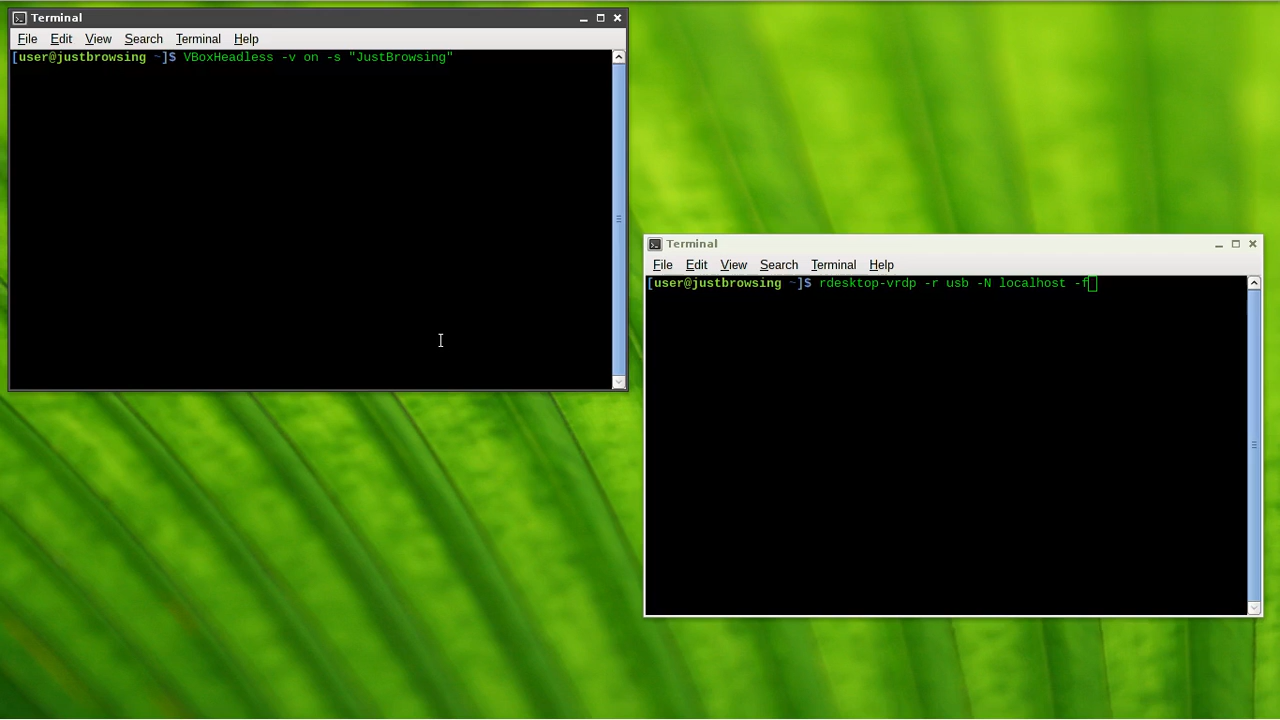 Terminal
File Edit View Search Terminal Help
[user@justbrowsing ~]$ VBoxHeadless -v on -s "JustBrowsing"
Terminal
File Edit View Search Terminal Help
[user@justbrowsing ~]$ rdesktop-vrdp -r usb -N localhost -f